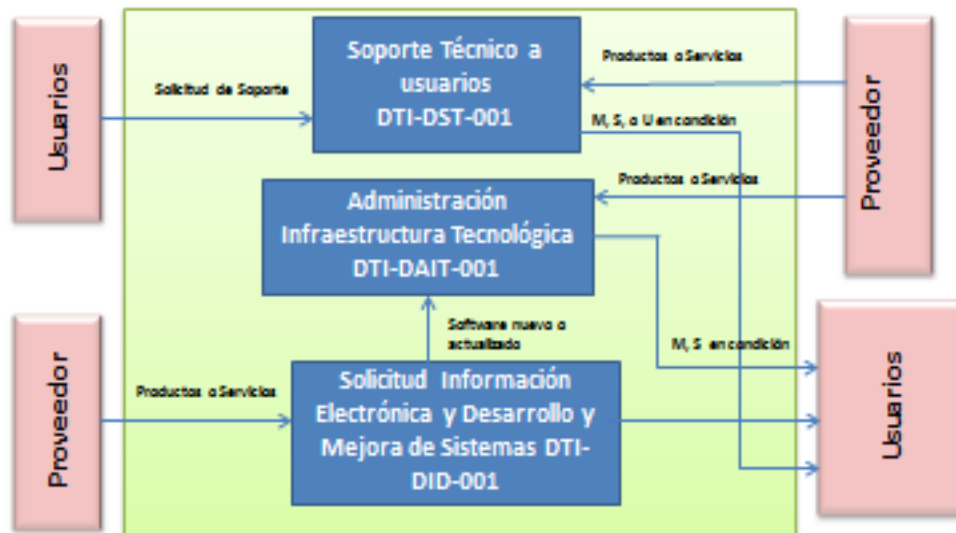 Usuarios
Solicitud de Soporte
Soporte Técnico a
usuarios
DTI-DST-001
Productos o Servicios
M, S, o U en condición
Proveedor
Productos o Servicios
Administración
Infraestructura Tecnológica
DTI-DAIT-001
Software nuevo o
actualizado
M, S en condición
Proveedor
Productos o Servicios
Solicitud Información
Electrónica y Desarrollo y
Mejora de Sistemas DTI-
DID-001
Usuarios